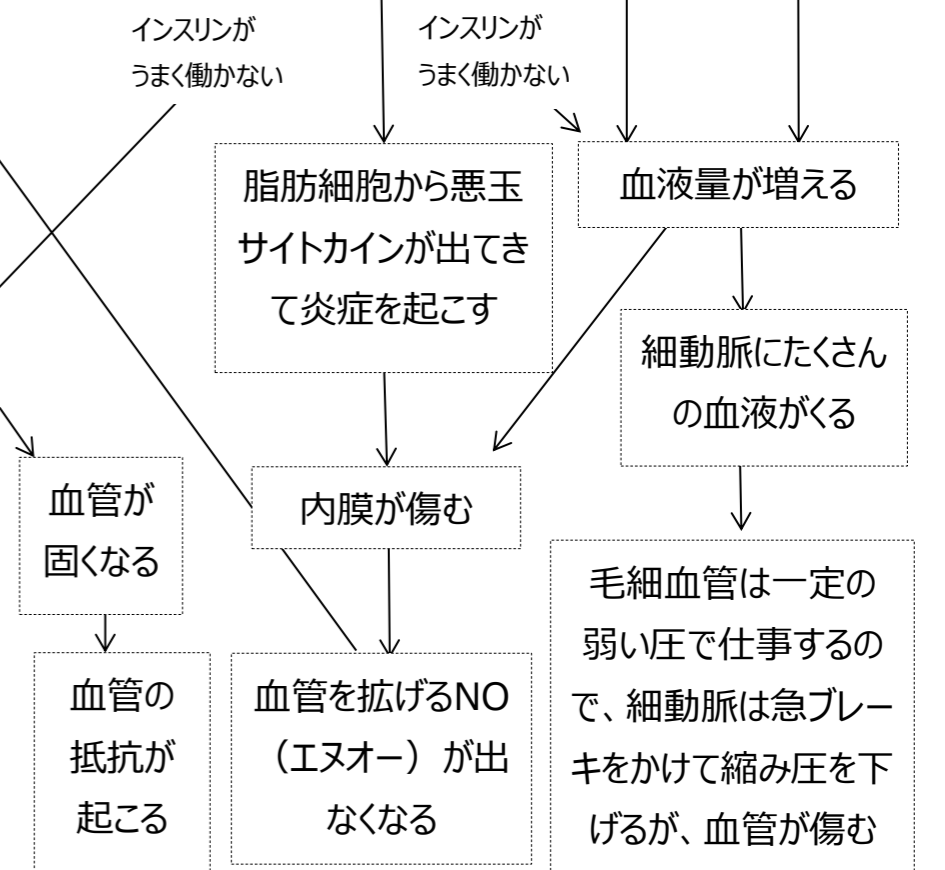 インスリンが
うまく働かない
インスリンが
うまく働かない
脂肪細胞から悪玉
サイトカインが出てき
て炎症を起こす
血液量が増える
細動脈にたくさん
の血液がくる
血管が
固くなる
内膜が傷む
毛細血管は一定の
弱い圧で仕事するの
で、細動脈は急ブレー
キをかけて縮み圧を下
げるが、血管が傷む
血管の
抵抗が
起こる
血管を拡げるNO
（エヌオー）が出
なくなる